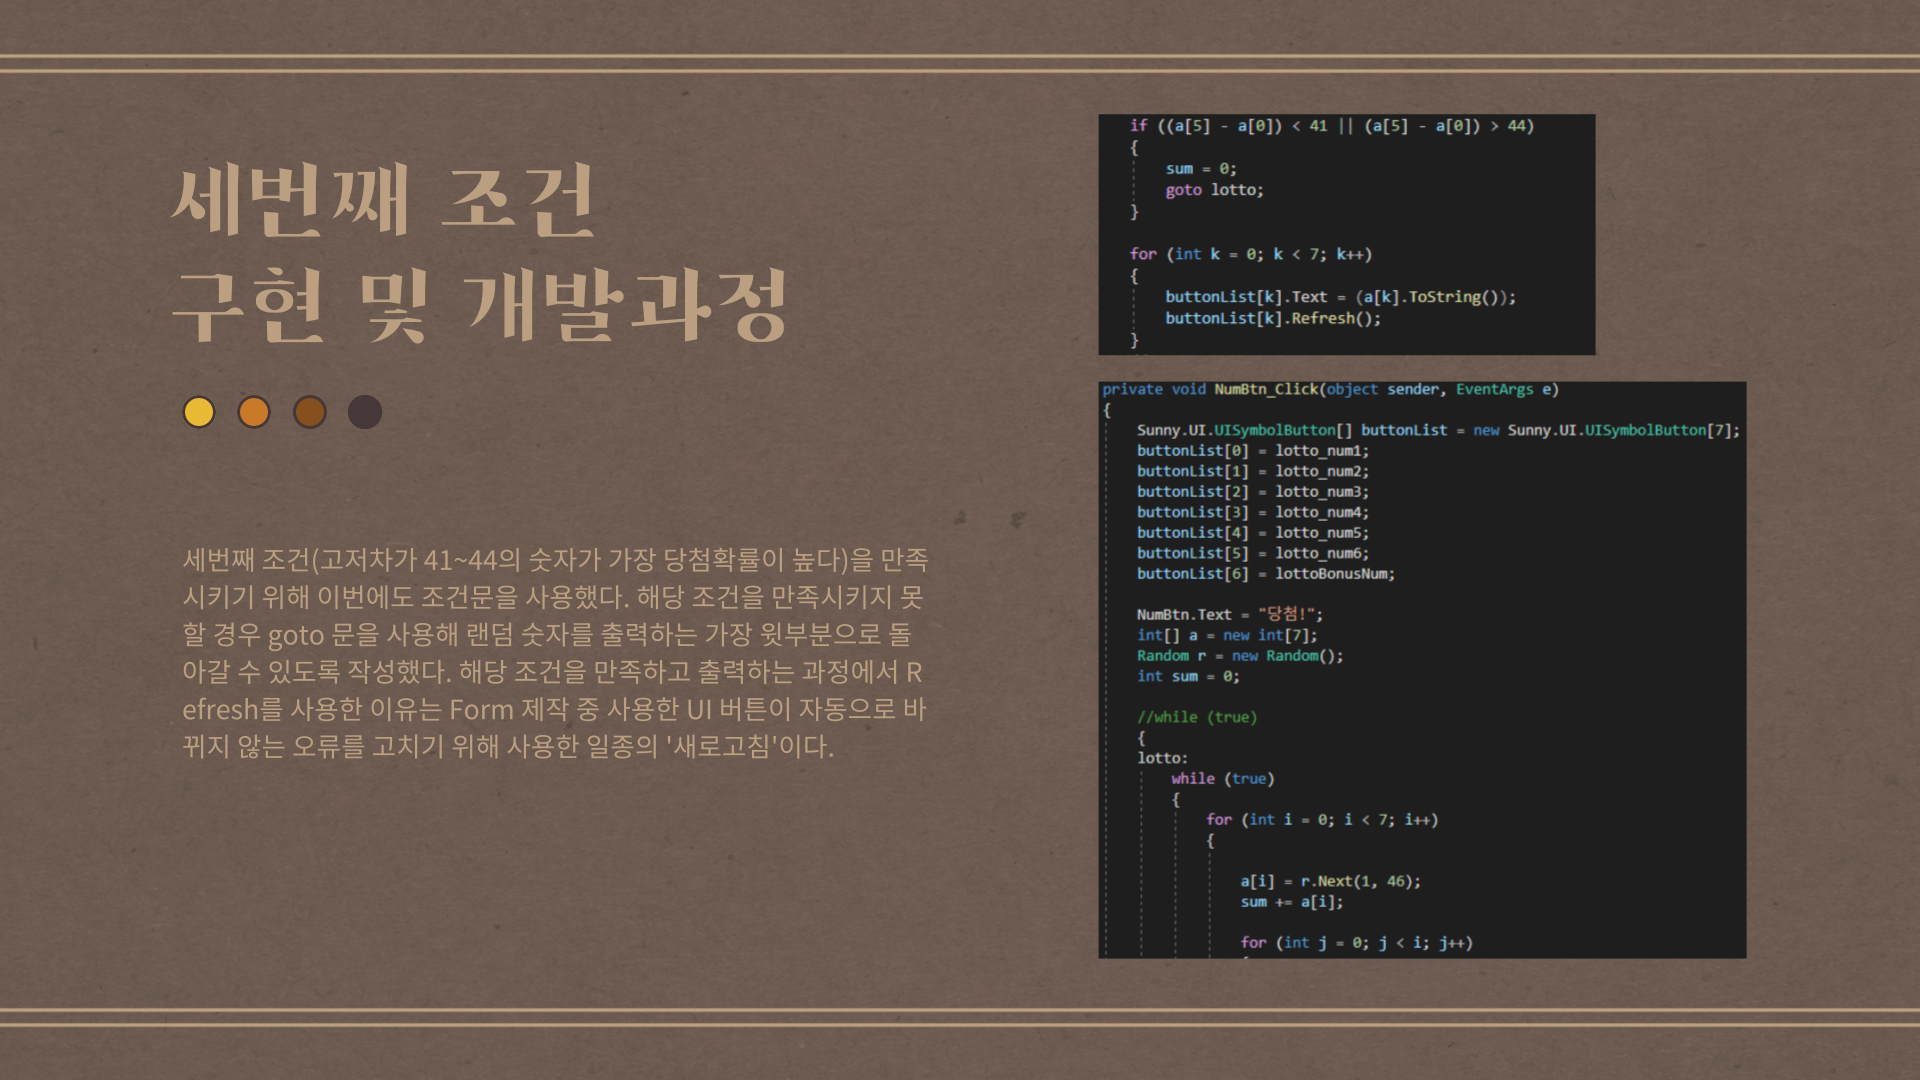 세번째 조건
구현 및 개발과정
세번째 조건(고저차가 41~44의 숫자가 가장 당첨확률이 높다)을 만족
시키기 위해 이번에도 조건문을 사용했다. 해당 조건을 만족시키지 못
할 경우 goto 문을 사용해 랜덤 숫자를 출력하는 가장 윗부분으로 돌
아갈 수 있도록 작성했다. 해당 조건을 만족하고 출력하는 과정에서 R
efresh를 사용한 이유는 Form 제작 중 사용한 UI 버튼이 자동으로 바
뀌지 않는 오류를 고치기 위해 사용한 일종의 '새로고침'이다.
if ((a[5] - a[0]) < 41 || (a[5] - a[0]) > 44)
{
sum = 0;
goto lotto;
}
for (int k = 0; k < 7; k++)
{
buttonList[k].Text = (a[k].ToString());
buttonList[k].Refresh();
}
private void NumBtn_Click(object sender, EventArgs e)
{
Sunny.UI.UISymbolButton[] buttonList = new Sunny.UI.UISymbolButton[7];
buttonList[0] = lotto_num1;
buttonList[1] = lotto_num2;
buttonList[2] = lotto_num3;
buttonList[3] = lotto_num4;
buttonList[4] = lotto_num5;
buttonList[5] = lotto_num6;
buttonList[6] = lottoBonusNum;
NumBtn.Text = "당첨!";
int[] a = new int[7];
Random r = new Random();
int sum = 0;
//while (true)
{
lotto:
while (true)
{
for (int i = 0; i < 7; i++)
{
a[i] = r.Next(1, 46);
sum += a[i];
for (int j = 0; j < i; j++)